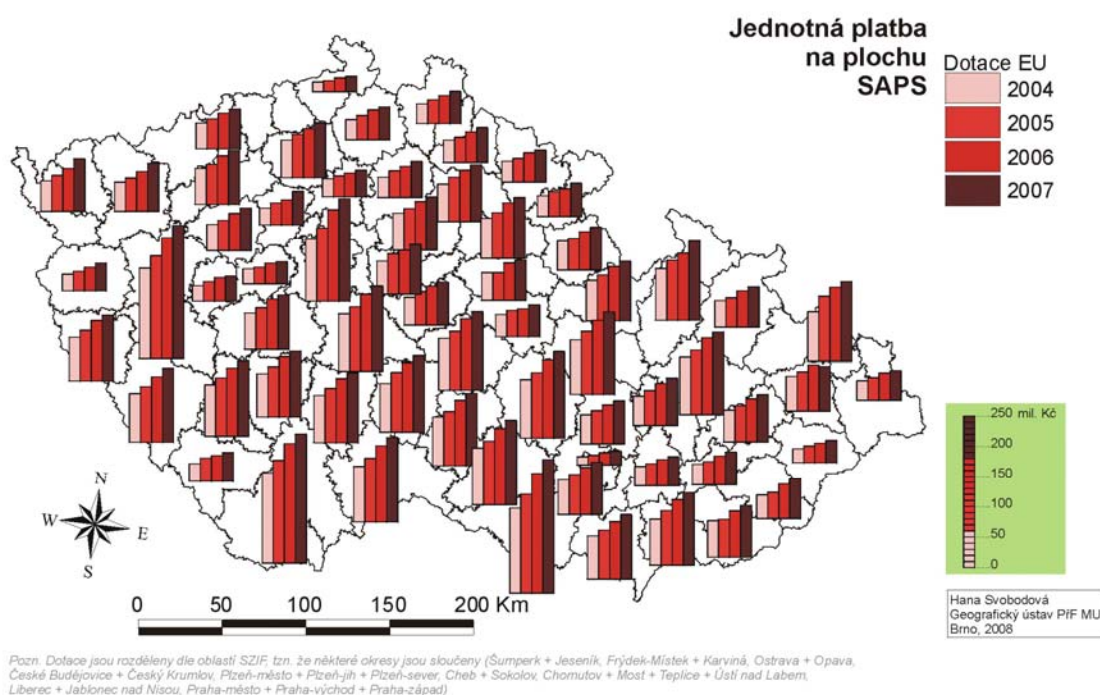 Jednotná platba
na plochu
SAPS
Dotace EU
2004
2005
2006
2007
N
W
E
S
0 50 100 150 200 Km
250 mil. Kč
200
150
100
50
0
Hana Svobodová
Geografický ústav PřF MU
Brno, 2008
Pozn. Dotace jsou rozděleny dle oblastí SZIF, tzn. že některé okresy jsou sloučeny (Šumperk + Jeseník, Frýdek-Místek + Karviná, Ostrava + Opava,
České Budějovice + Český Krumlov, Plzeň-město + Plzeň-jih + Plzeň-sever, Cheb + Sokolov, Chomutov + Most + Teplice + Ústí nad Labem,
Liberec + Jablonec nad Nisou, Praha-město + Praha-východ + Praha-západ)